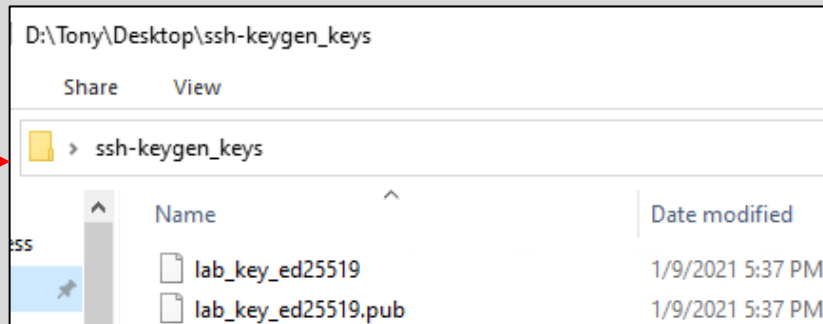 D:\Tony\Desktop\ssh-keygen_keys
Share View
ssh-keygen_keys
Name Date modified
ess
lab_key_ed25519 1/9/2021 5:37 PM
lab_key_ed25519.pub 1/9/2021 5:37 PM